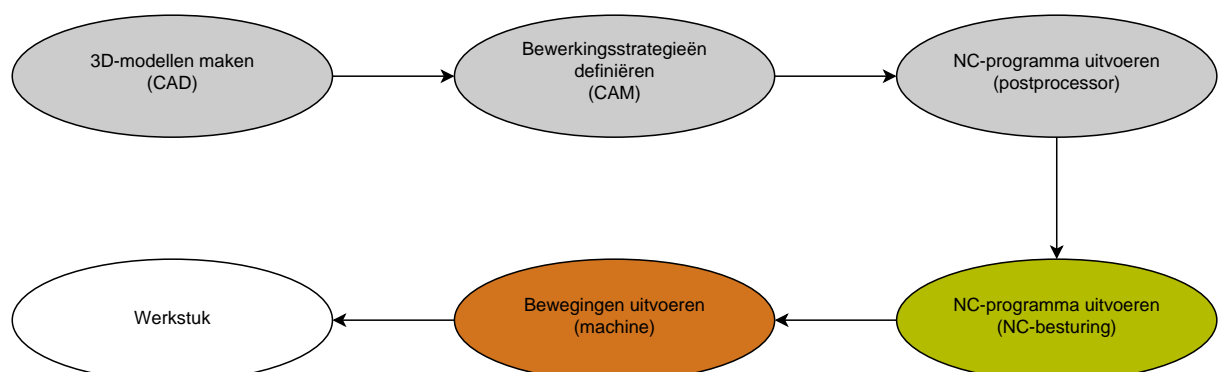 3D-modellen maken
(CAD)
Bewerkingsstrategieën
definiëren
(CAM)
NC-programma uitvoeren
(postprocessor)
Werkstuk
Bewegingen uitvoeren
(machine)
NC-programma uitvoeren
(NC-besturing)